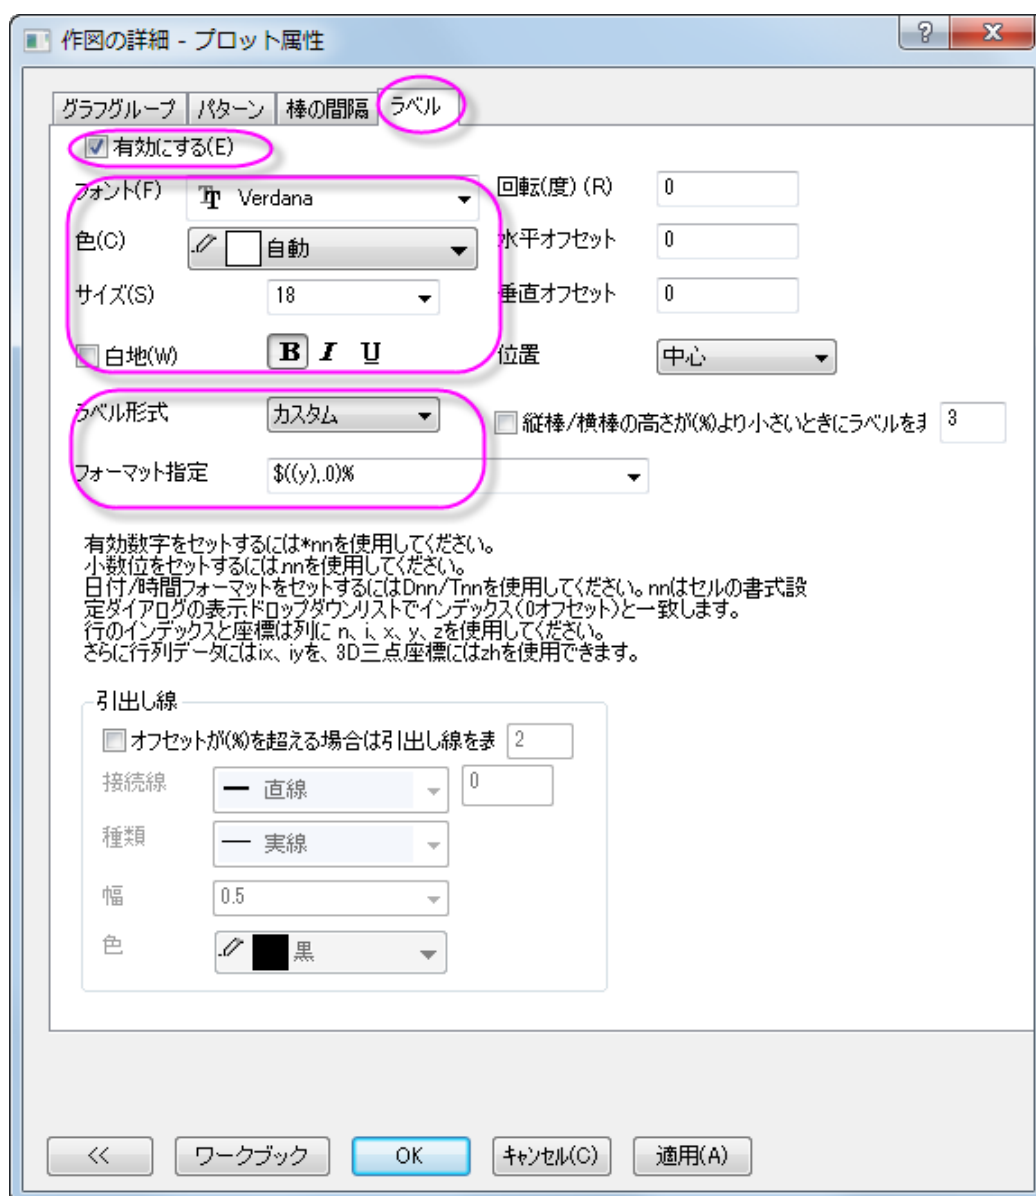 作図の詳細 - プロット属性
グラフグループ パターン 棒の間隔 ラベル
有効にする(E)
フォント(F) Verdana 回転(度) (R) 0
色(C) 自動 水平オフセット 0
サイズ(S) 18 垂直オフセット 0
白地(W) B I U 位置 中心
ラベル形式 カスタム 縦棒/横棒の高さが(%)より小さいときにラベルを 3
フォーマット指定 $((y),.0)%
有効数字をセットするには*nnを使用してください。
小数位をセットするには.nnを使用してください。
日付/時間フォーマットをセットするにはDnn/Tnnを使用してください。nnはセルの書式設
定ダイアログの表示ドロップダウンリストでインデックス(0オフセット)と一致します。
行のインデックスと座標は列に n、i、x、y、zを使用してください。
さらに行列データにはix、iyを、3D三点座標にはzhを使用できます。
引出し線
オフセットが(%)を超える場合は引出し線を表 2
接続線 直線 0
種類 実線
幅 0.5
色 黒
<< ワークブック OK キャンセル(C) 適用(A)